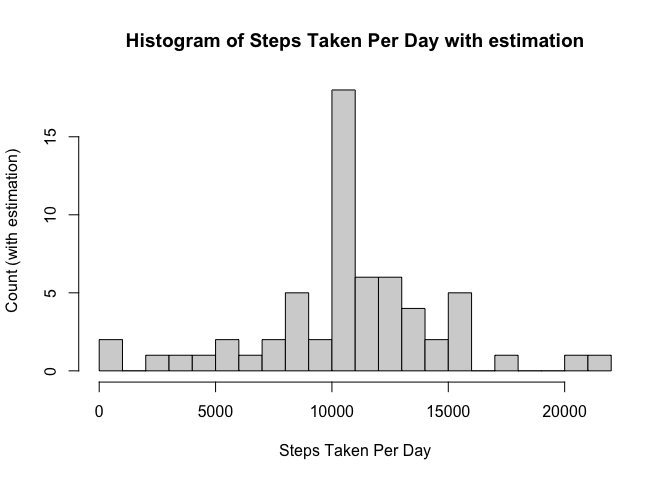 Histogram of Steps Taken Per Day with estimation
Count (with estimation)
15
10
5
0
0 5000 10000 15000 20000
Steps Taken Per Day